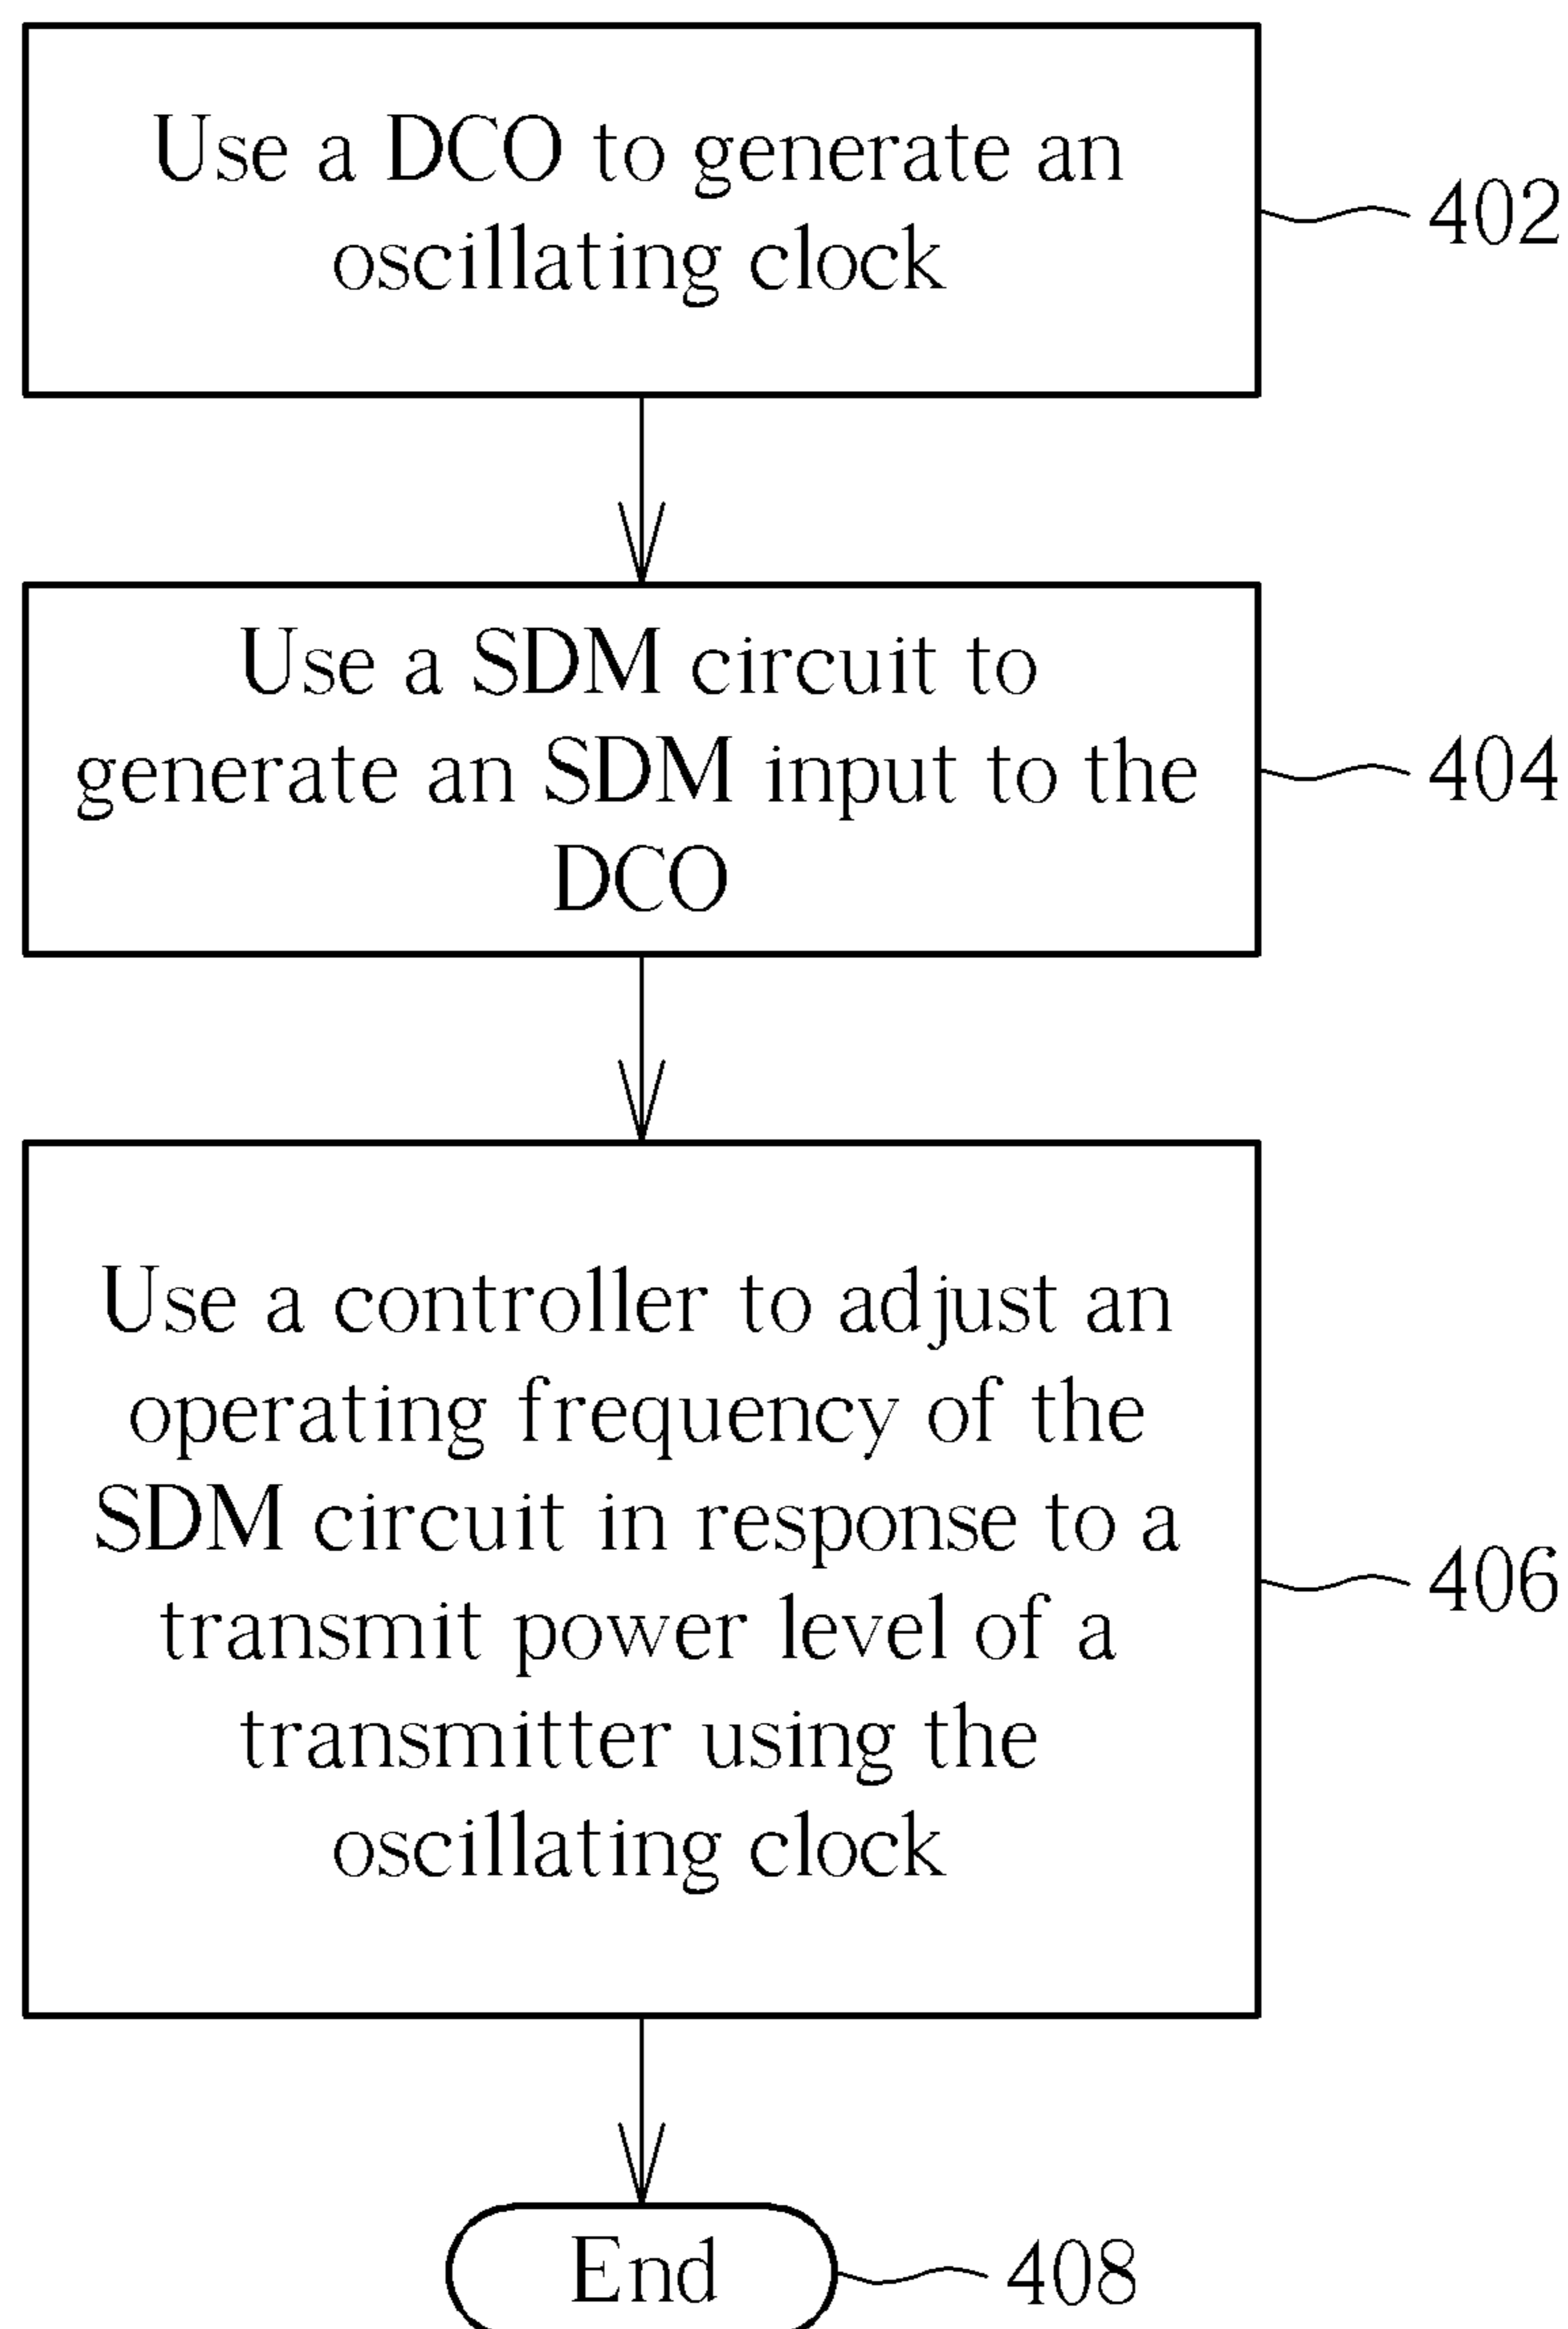 Use a DCO to generate an
oscillating clock
402
Use a SDM circuit to
generate an SDM input to the
DCO
404
Use a controller to adjust an
operating frequency of the
SDM circuit in response to a
transmit power level of a
transmitter using the
oscillating clock
406
End
408